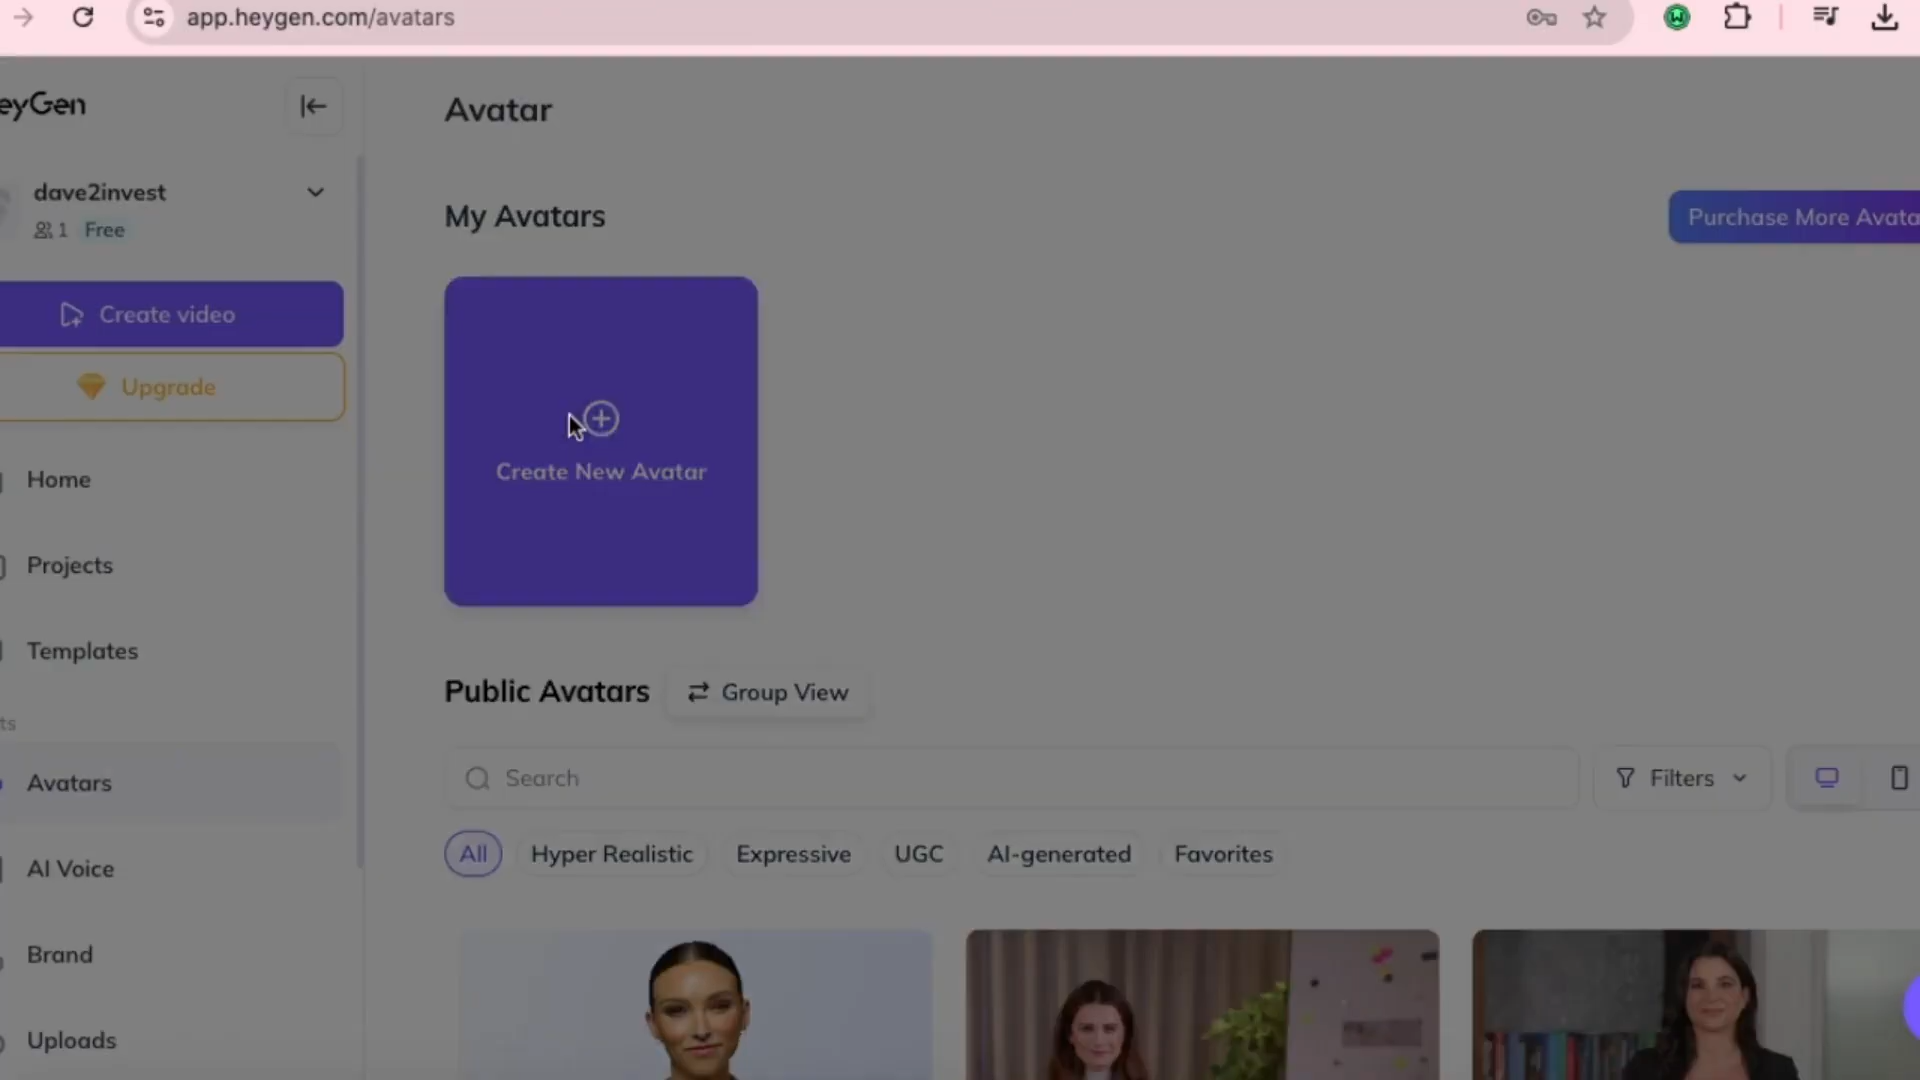 app.heygen.com/avatars
eyGen
dave2invest
1 Free
Create video
Upgrade
Home
Projects
Templates
ts
Avatars
AI Voice
Brand
Uploads
Avatar
My Avatars
Purchase More Avata
Create New Avatar
Public Avatars
Group View
Search
Filters
All
Hyper Realistic
Expressive
UGC
AI-generated
Favorites